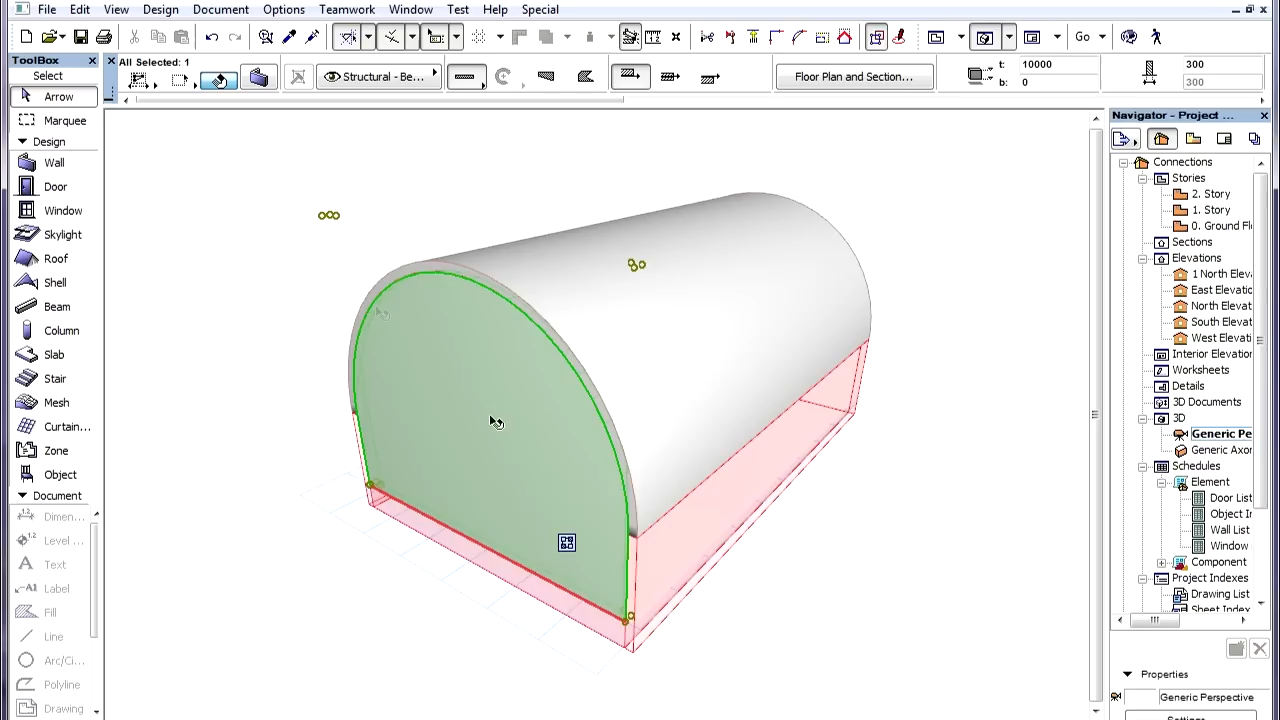 File Edit View Design Document Options Teamwork Window Test Help Special
Go
ToolBox
Select
Arrow
Marquee
Design
Wall
Door
Window
Skylight
Roof
Shell
Beam
Column
Slab
Stair
Mesh
Curtain...
Zone
Object
Document
Dimen...
Level ...
Text
Label
Fill
Line
Arc/Ci...
Polyline
Drawing
All Selected: 1
Structural - Be...
Floor Plan and Section...
t: 10000
b: 0
300
300
Navigator - Project ...
Connections
Stories
2. Story
1. Story
0. Ground Fl
Sections
Elevations
1 North Elev
East Elevatio
North Elevat
South Elevat
West Elevati
Interior Elevation
Worksheets
Details
3D Documents
3D
Generic Pe
Generic Axor
Schedules
Element
Door List
Object In
Wall List
Window
Component
Project Indexes
Drawing List
Sheet Index
Properties
Generic Perspective
Settings...